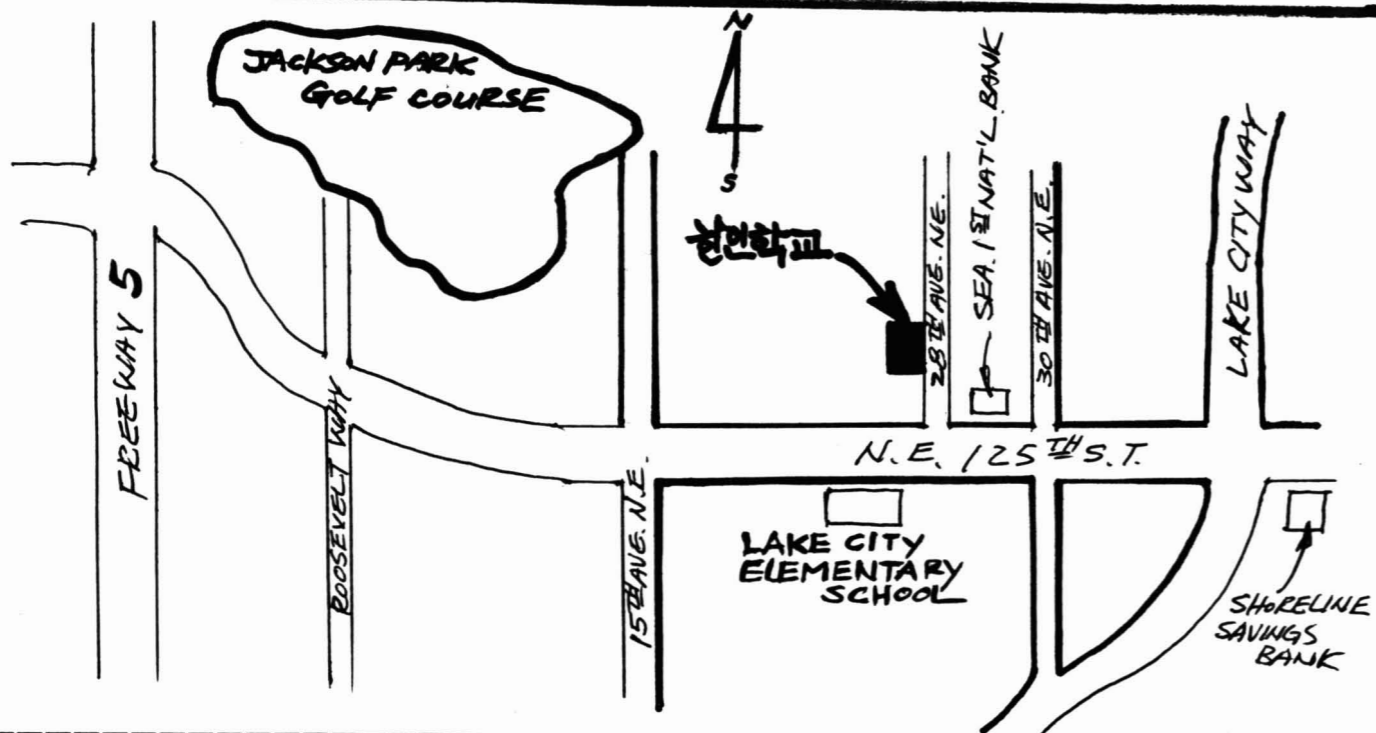 JACKSON PARK
GOLF COURSE
N
S
한인학교
28TH AVE. NE.
SEA. 1ST NAT'L. BANK
30TH AVE. N.E.
LAKE CITY WAY
FREEWAY 5
ROOSEVELT WAY
15TH AVE. N.E.
N.E. 125TH S.T.
LAKE CITY
ELEMENTARY
SCHOOL
SHORELINE
SAVINGS
BANK